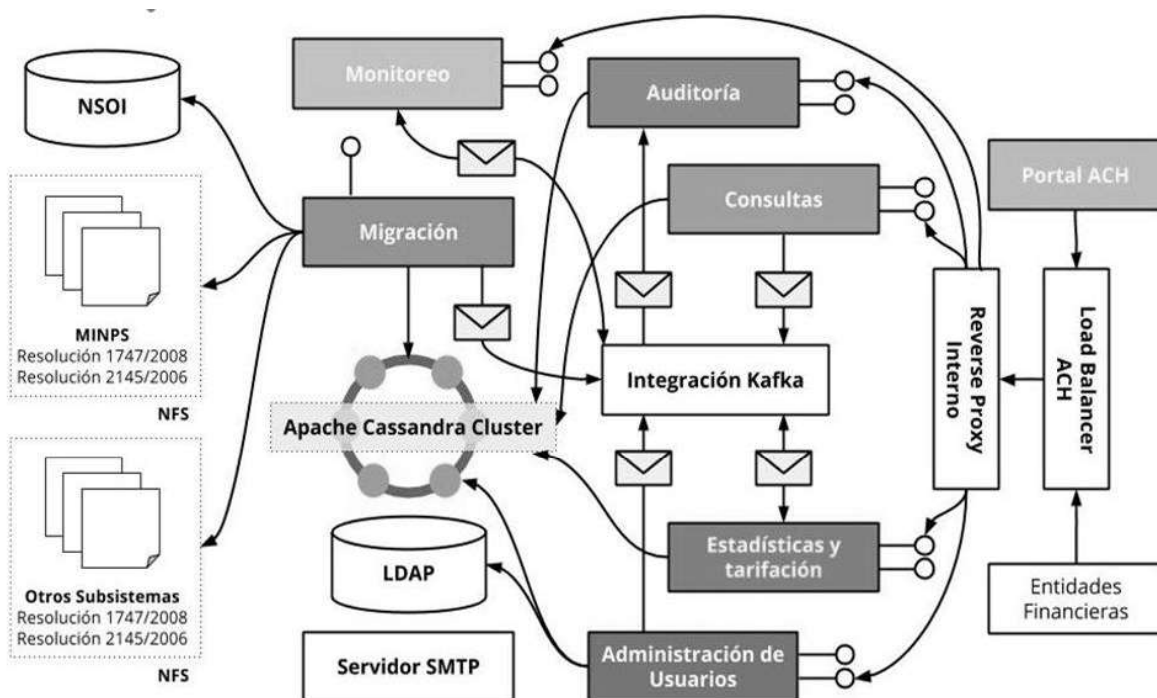 NSOI
Monitoreo
Auditoría
Portal ACH
Consultas
Migración
MINPS
Resolución 1747/2008
Resolución 2145/2006
NFS
Integración Kafka
Reverse Proxy
Interno
Load Balancer
ACH
Apache Cassandra Cluster
LDAP
Estadísticas y
tarifación
Entidades
Financieras
Otros Subsistemas
Resolución 1747/2008
Resolución 2145/2006
NFS
Servidor SMTP
Administración de
Usuarios